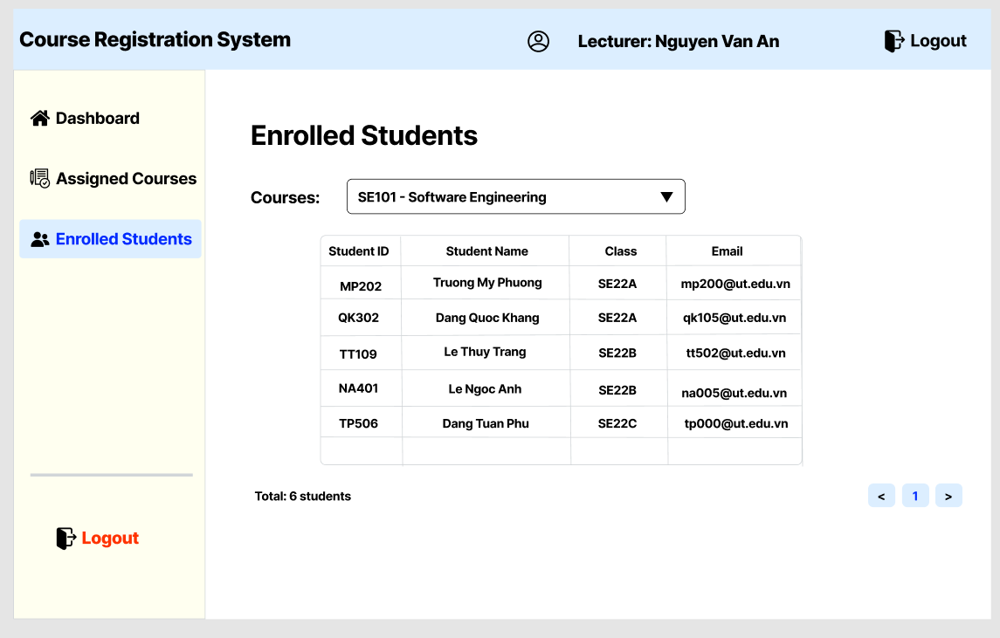 Course Registration System
Lecturer: Nguyen Van An
Logout
Dashboard
Assigned Courses
Enrolled Students
Logout
Enrolled Students
Courses: SE101 - Software Engineering
Student ID Student Name Class Email
MP202 Truong My Phuong SE22A mp200@ut.edu.vn
QK302 Dang Quoc Khang SE22A qk105@ut.edu.vn
TT109 Le Thuy Trang SE22B tt502@ut.edu.vn
NA401 Le Ngoc Anh SE22B na005@ut.edu.vn
TP506 Dang Tuan Phu SE22C tp000@ut.edu.vn
Total: 6 students
< 1 >